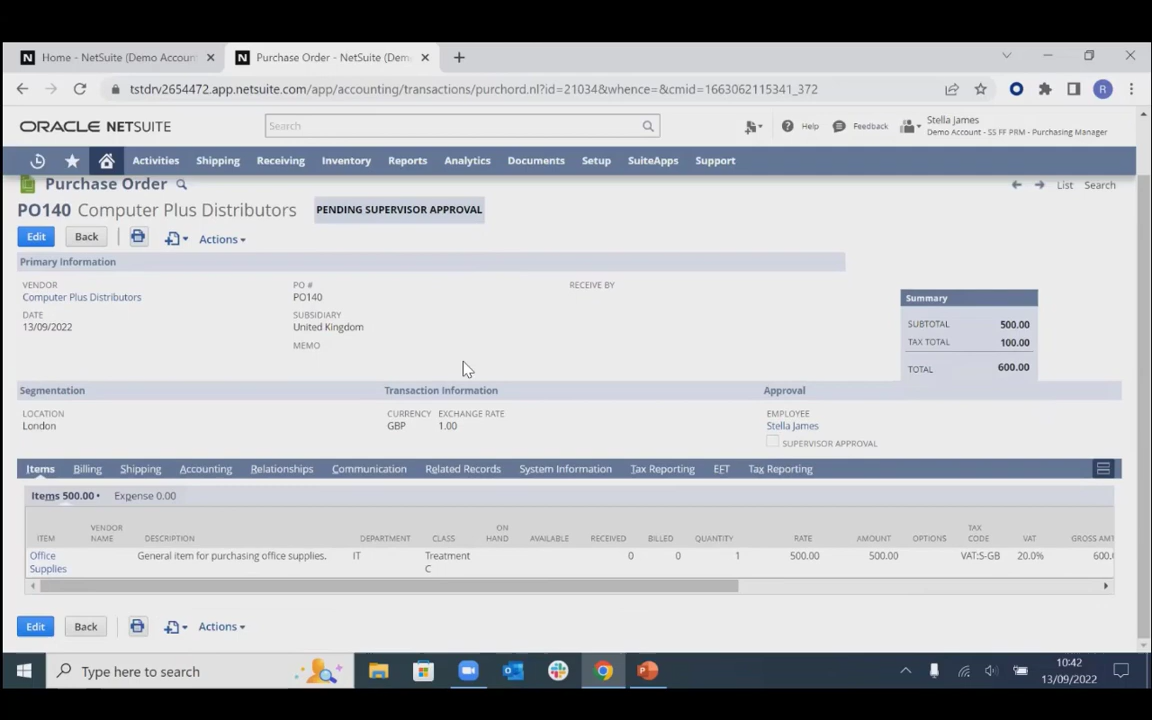 Home - NetSuite (Demo Accoun
Purchase Order - NetSuite (Dem
tstdrv2654472.app.netsuite.com/app/accounting/transactions/purchord.nl?id=21034&whence=&cmid=1663062115341_372
R
ORACLE NETSUITE
Search
Help
Feedback
Stella James
Demo Account - SS FF PRM - Purchasing Manager
Activities Shipping Receiving Inventory Reports Analytics Documents Setup SuiteApps Support
Purchase Order
List Search
PO140 Computer Plus Distributors PENDING SUPERVISOR APPROVAL
Edit Back Actions
Primary Information
VENDOR
Computer Plus Distributors
DATE
13/09/2022
PO #
PO140
SUBSIDIARY
United Kingdom
MEMO
RECEIVE BY
Summary
SUBTOTAL 500.00
TAX TOTAL 100.00
TOTAL 600.00
Segmentation Transaction Information Approval
LOCATION
London
CURRENCY EXCHANGE RATE
GBP 1.00
EMPLOYEE
Stella James
SUPERVISOR APPROVAL
Items Billing Shipping Accounting Relationships Communication Related Records System Information Tax Reporting EFT Tax Reporting
Items 500.00 • Expense 0.00
ITEM VENDOR NAME DESCRIPTION DEPARTMENT CLASS ON HAND AVAILABLE RECEIVED BILLED QUANTITY RATE AMOUNT OPTIONS TAX CODE VAT GROSS AMT
Office Supplies General item for purchasing office supplies. IT Treatment C 0 0 1 500.00 500.00 VAT:S-GB 20.0% 600.
Edit Back Actions
Type here to search
10:42
13/09/2022